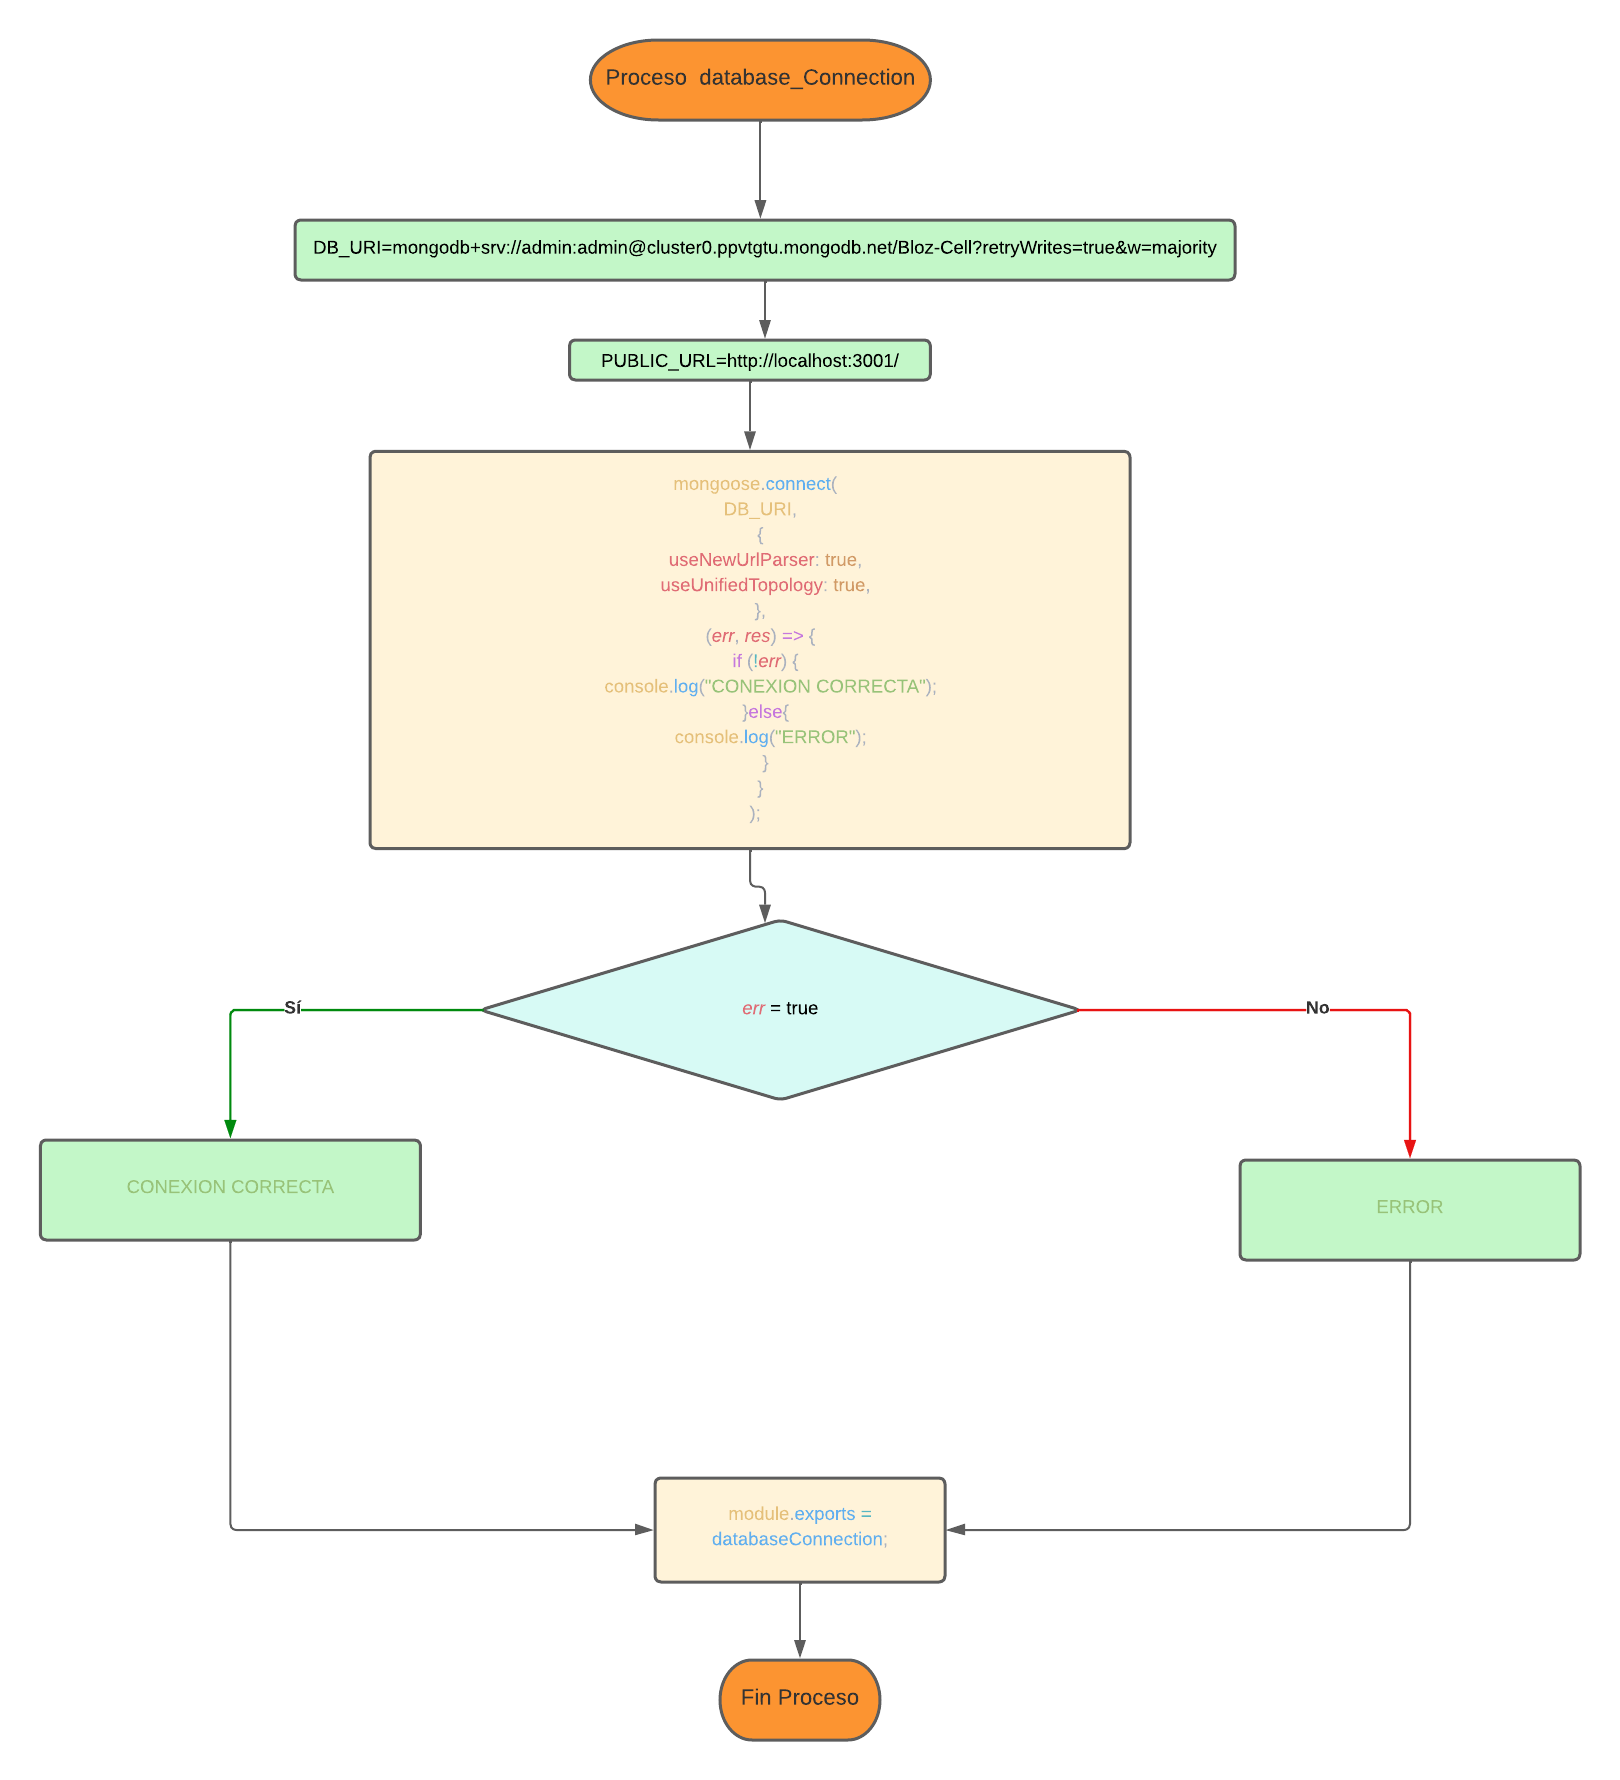 Proceso  database_Connection
DB_URI=mongodb+srv://admin:admin@cluster0.ppvtgtu.mongodb.net/Bloz-Cell?retryWrites=true&w=majority
PUBLIC_URL=http://localhost:3001/
mongoose.connect(
DB_URI,
{
useNewUrlParser: true,
useUnifiedTopology: true,
},
(err, res) => {
if (!err) {
console.log("CONEXION CORRECTA");
}else{
console.log("ERROR");
}
}
);
err = true
Sí
No
CONEXION CORRECTA
ERROR
module.exports =
databaseConnection;
Fin Proceso